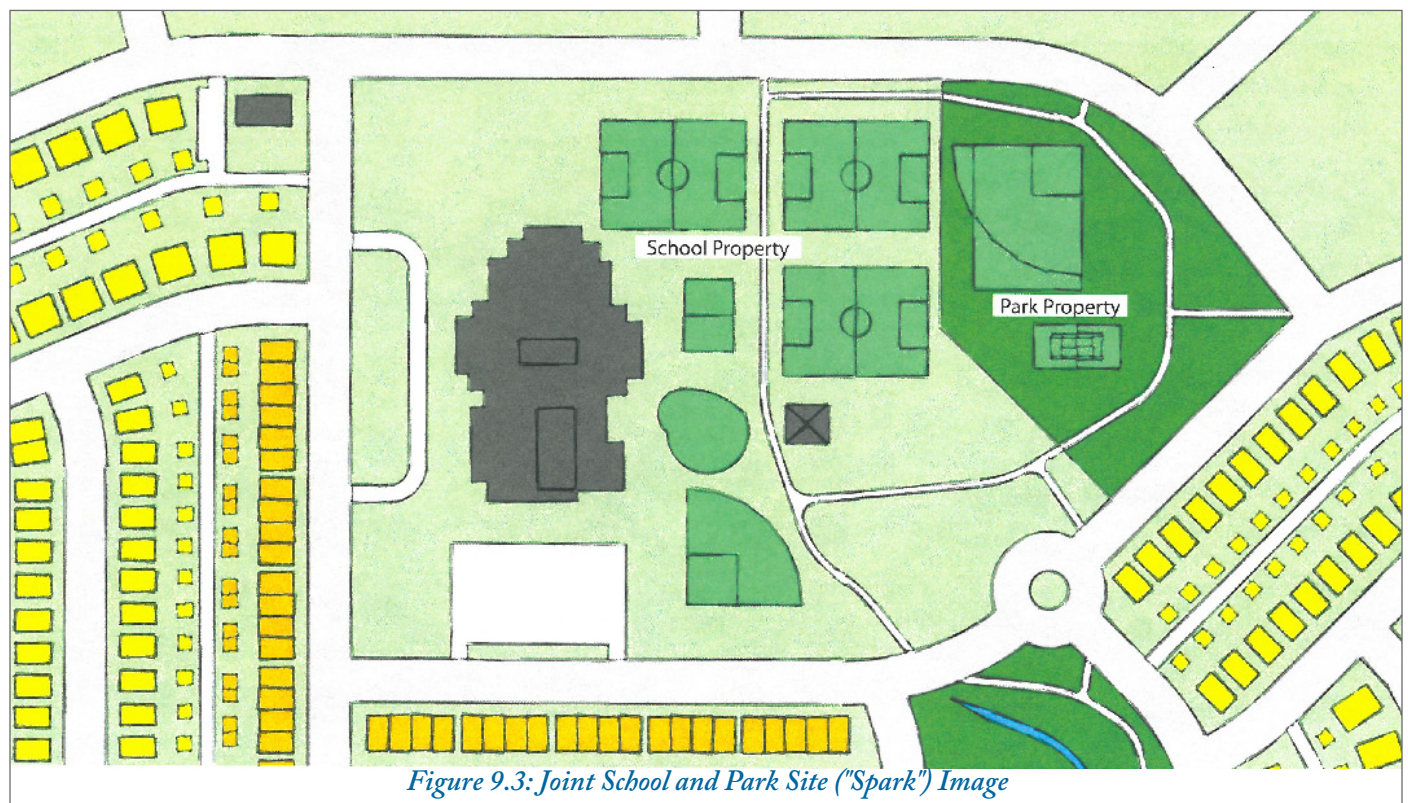 School Property
Park Property
Figure 9.3: Joint School and Park Site ("Spark") Image